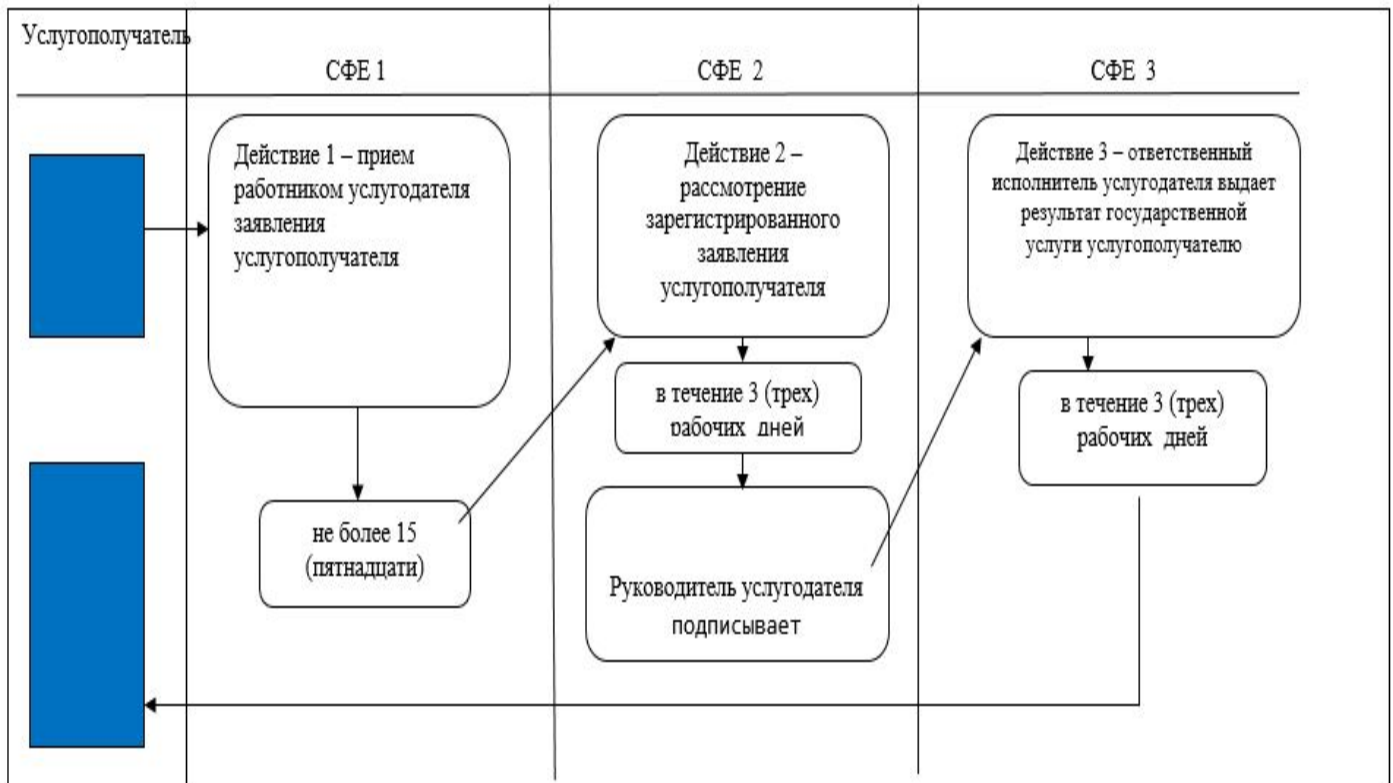 Услугополучатель
СФЕ 1
СФЕ 2
СФЕ 3
Действие 1 – прием
работником услугодателя
заявления
услугополучателя
не более 15
(пятнадцати)
Действие 2 –
рассмотрение
зарегистрированного
заявления
услугополучателя
в течение 3 (трех)
рабочих дней
Руководитель услугодателя
подписывает
Действие 3 – ответственный
исполнитель услугодателя выдает
результат государственной
услуги услугополучателю
в течение 3 (трех)
рабочих дней